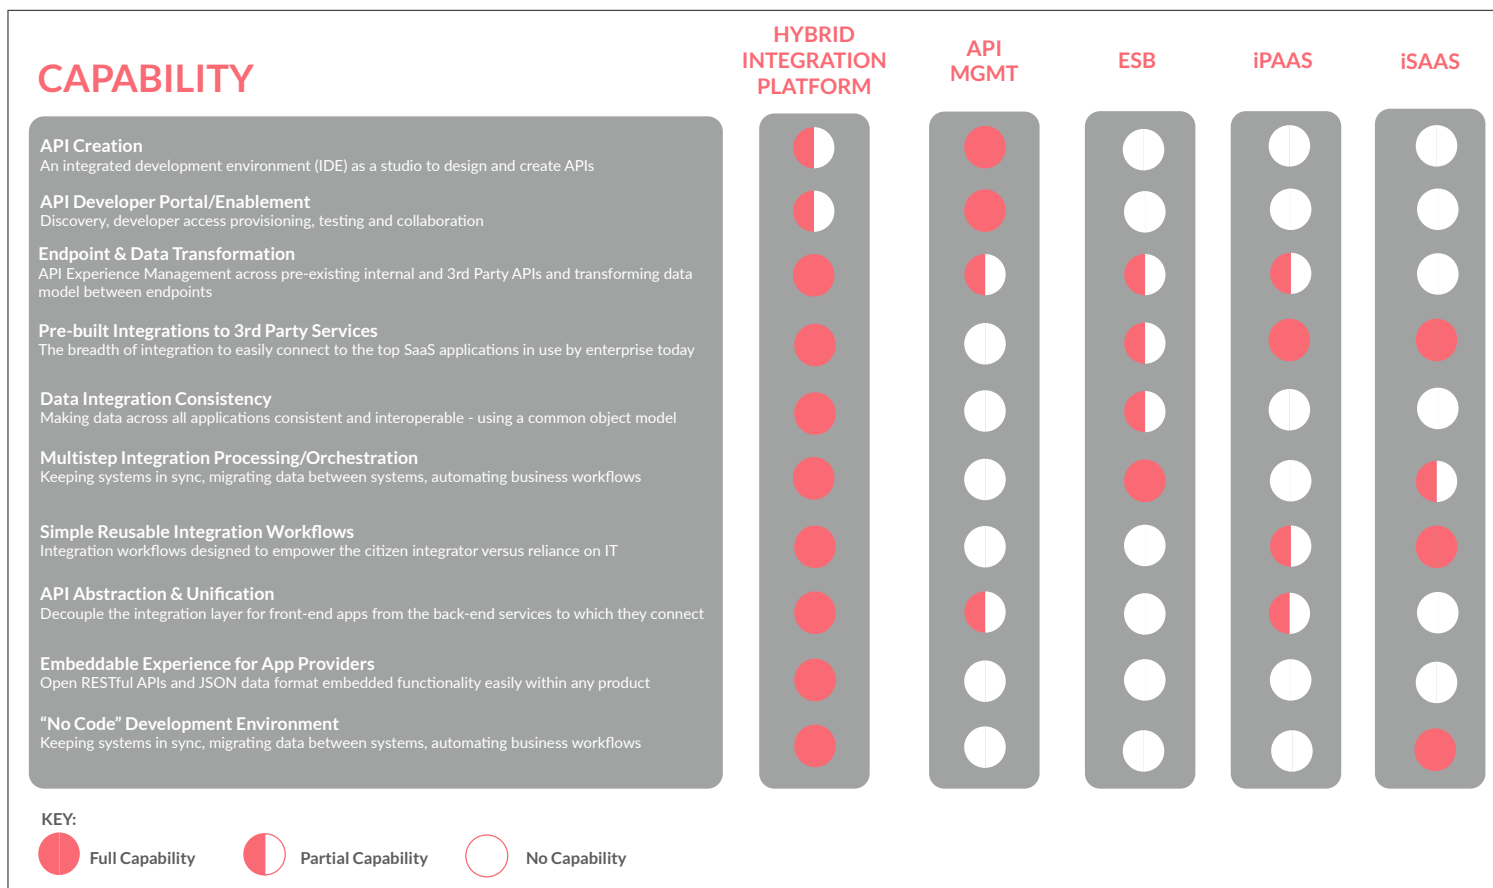 CAPABILITY
HYBRID
INTEGRATION
PLATFORM
API
MGMT
ESB
iPAAS
iSAAS
API Creation
An integrated development environment (IDE) as a studio to design and create APIs
API Developer Portal/Enablement
Discovery, developer access provisioning, testing and collaboration
Endpoint & Data Transformation
API Experience Management across pre-existing internal and 3rd Party APIs and transforming data
model between endpoints
Pre-built Integrations to 3rd Party Services
The breadth of integration to easily connect to the top SaaS applications in use by enterprise today
Data Integration Consistency
Making data across all applications consistent and interoperable - using a common object model
Multistep Integration Processing/Orchestration
Keeping systems in sync, migrating data between systems, automating business workflows
Simple Reusable Integration Workflows
Integration workflows designed to empower the citizen integrator versus reliance on IT
API Abstraction & Unification
Decouple the integration layer for front-end apps from the back-end services to which they connect
Embeddable Experience for App Providers
Open RESTful APIs and JSON data format embedded functionality easily within any product
“No Code” Development Environment
Keeping systems in sync, migrating data between systems, automating business workflows
KEY:
Full Capability
Partial Capability
No Capability